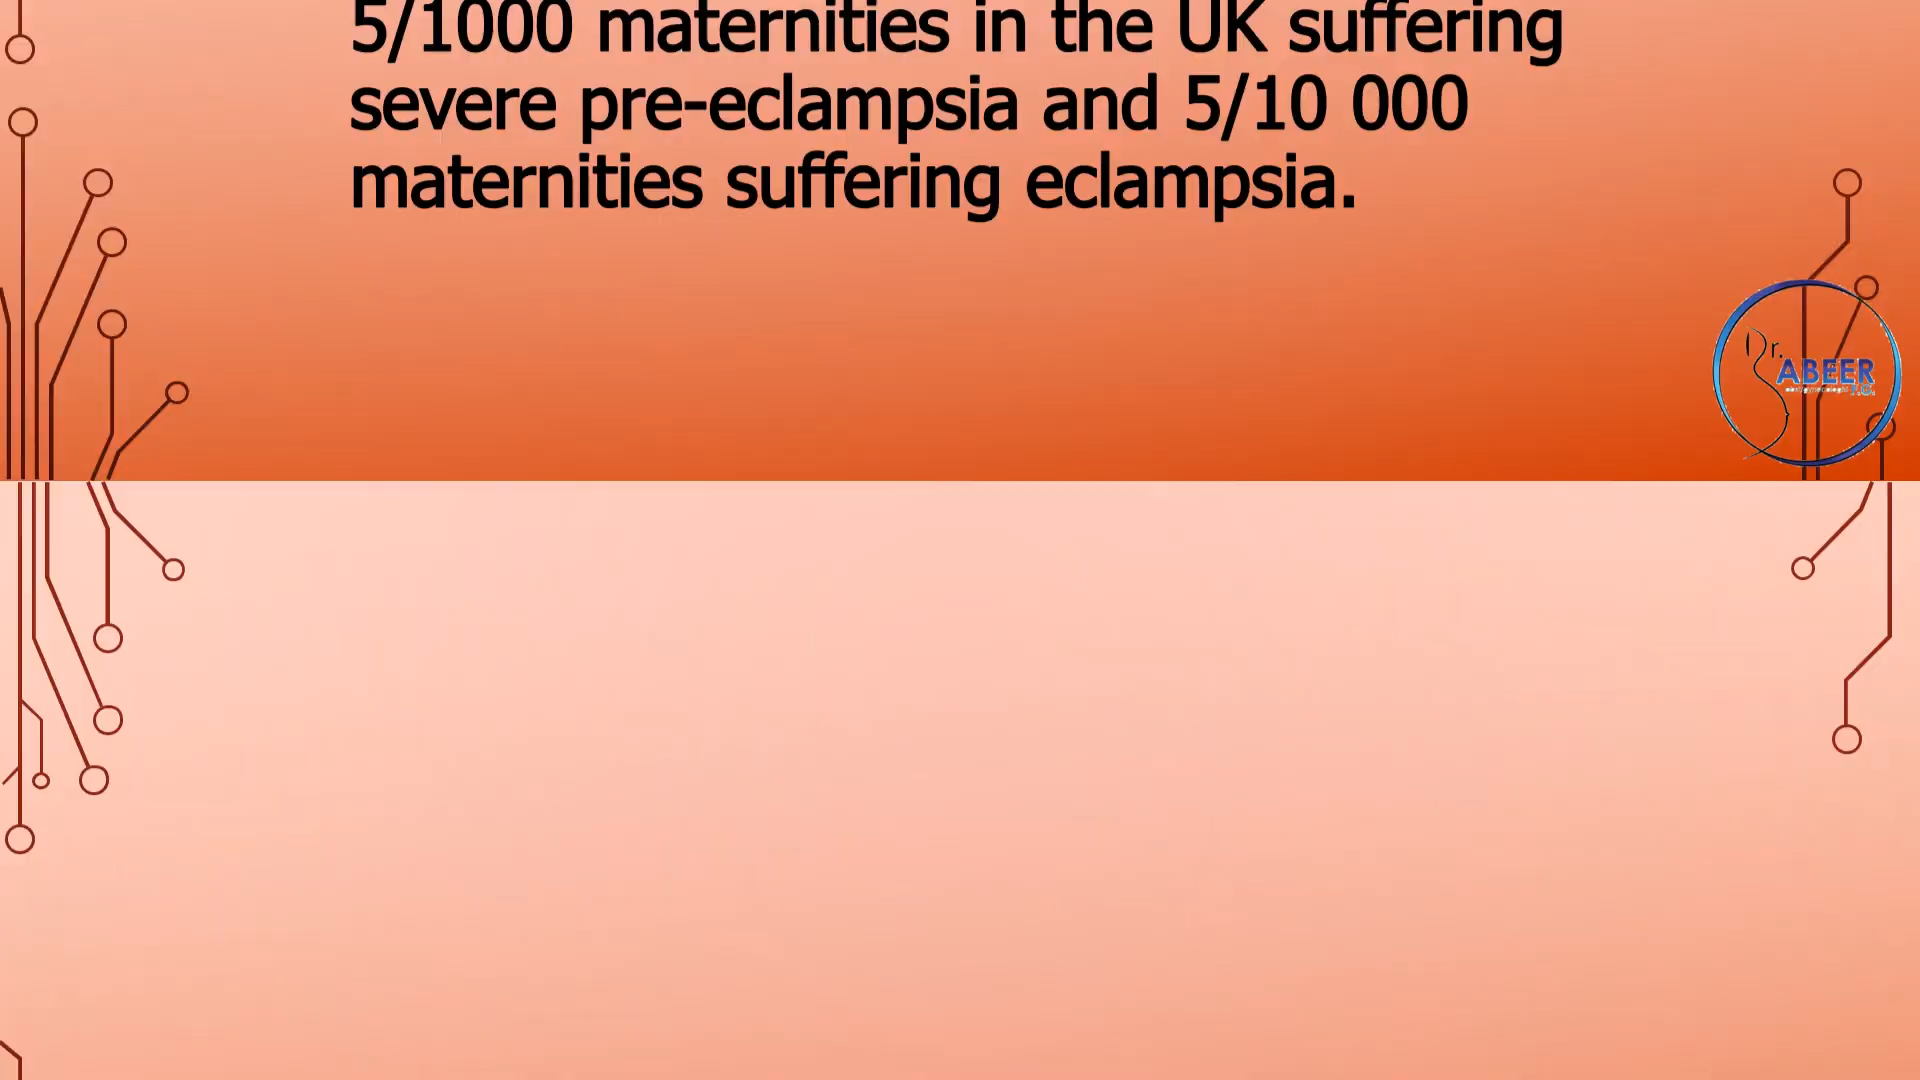 5/1000 maternities in the UK suffering
severe pre-eclampsia and 5/10 000
maternities suffering eclampsia.
Dr.
ABEER